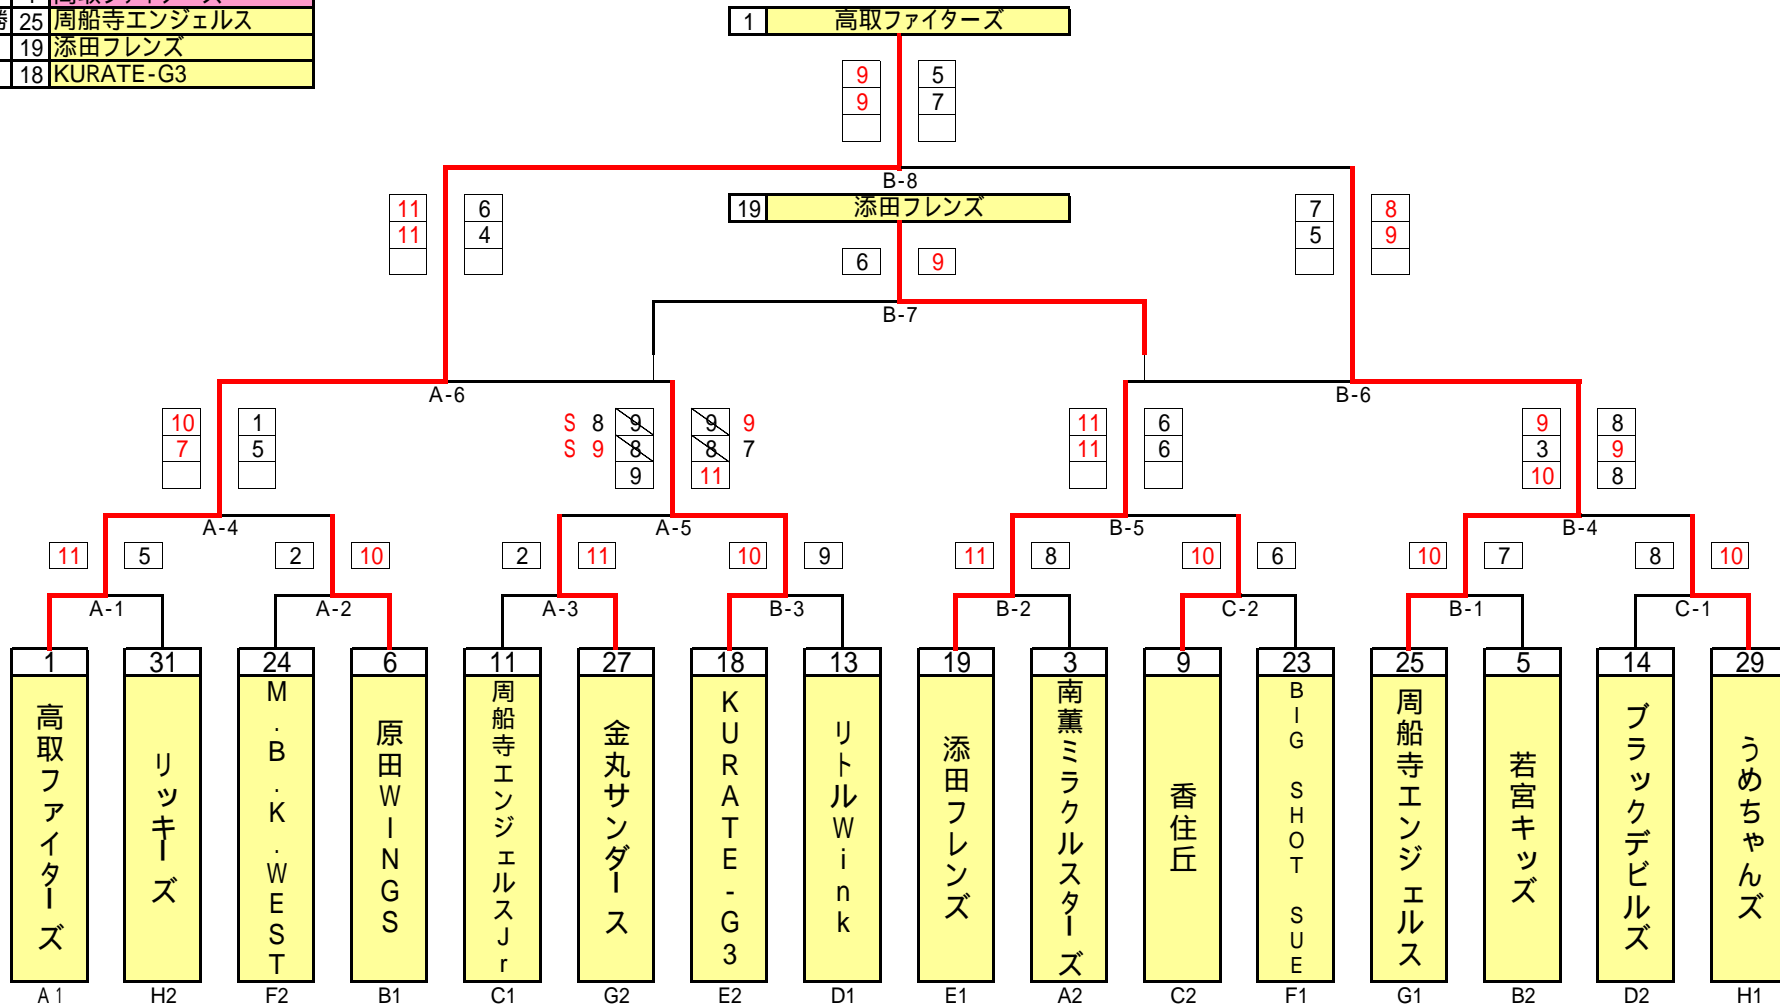 勝 25 周船寺エンジェルス
19 添田フレンズ
18 KURATE-G3
1 高取ファイターズ
9 5
9 7
B-8
19 添田フレンズ
11 6
11 4
7 8
5 9
6 9
B-7
A-6
B-6
10 1
7 5
S 8 9 9 9
S 9 8 8 7
9 11
11 6
11 6
9 8
3 9
10 8
A-4
A-5
B-5
B-4
11 5 2 10 2 11 10 9 11 8 10 6 10 7 8 10
A-1 A-2 A-3 B-3 B-2 C-2 B-1 C-1
1 31 24 6 11 27 18 13 19 3 9 23 25 5 14 29
高取ファイターズ
リッキーズ
M.B.K.WEST
原田WINGS
周船寺エンジェルスJr
金丸サンダース
KURATE-G3
リトルWink
添田フレンズ
南薫ミラクルスターズ
香住丘
BIG SHOT SUE
周船寺エンジェルス
若宮キッズ
ブラックデビルズ
うめちゃんズ
A1 H2 F2 B1 C1 G2 E2 D1 E1 A2 C2 F1 G1 B2 D2 H1